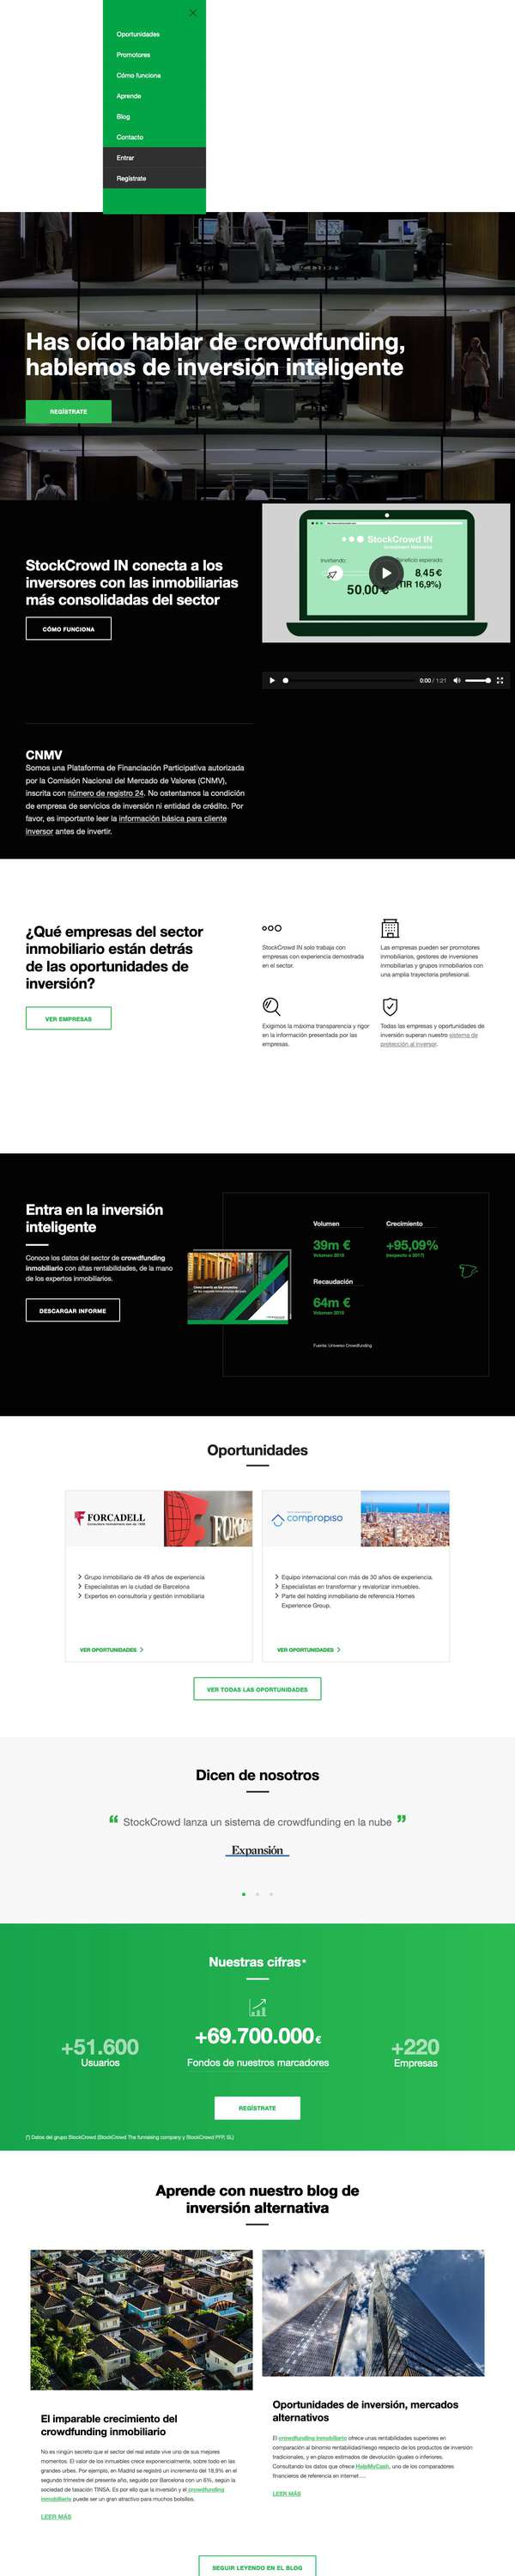 Oportunidades
Promotores
Cómo funciona
Aprende
Blog
Contacto
Entrar
Regístrate
Has oído hablar de crowdfunding,
hablemos de inversión inteligente
REGÍSTRATE
StockCrowd IN conecta a los
inversores con las inmobiliarias
más consolidadas del sector
CÓMO FUNCIONA
StockCrowd IN
Invirtiendo:
8.45 €
50.00 €
(TIR 16,9%)
0:00 / 1:21
CNMV
Somos una Plataforma de Financiación Participativa autorizada
por la Comisión Nacional del Mercado de Valores (CNMV),
inscrita con número de registro 24. No ostentamos la condición
de empresa de servicios de inversión ni entidad de crédito. Por
favor, es importante leer la información básica para cliente
inversor antes de invertir.
¿Qué empresas del sector
inmobiliario están detrás
de las oportunidades de
inversión?
VER EMPRESAS
StockCrowd IN solo trabaja con
empresas con experiencia demostrada
en el sector.
Las empresas pueden ser promotores
inmobiliarios, gestores de inversiones
inmobiliarias y grupos inmobiliarios con
una amplia trayectoria profesional.
Exigimos la máxima transparencia y rigor
en la información presentada por las
empresas.
Todas las empresas y oportunidades de
inversión superan nuestro sistema de
protección al inversor.
Entra en la inversión
inteligente
Conoce los datos del sector de crowdfunding
inmobiliario con altas rentabilidades, de la mano
de los expertos inmobiliarios.
DESCARGAR INFORME
Volumen
39m €
Volumen 2018
Crecimiento
+95,09%
(respecto a 2017)
Recaudación
64m €
Volumen 2018
Fuente: Universo Crowdfunding
Oportunidades
FORCADELL
Grupo inmobiliario de 49 años de experiencia
Especialistas en la ciudad de Barcelona
Expertos en consultoría y gestión inmobiliaria
VER OPORTUNIDADES
compropiso
Equipo internacional con más de 30 años de experiencia.
Especialistas en transformar y revalorizar inmuebles.
Parte del holding inmobiliario de referencia Homes
Experience Group.
VER OPORTUNIDADES
VER TODAS LAS OPORTUNIDADES
Dicen de nosotros
“ StockCrowd lanza un sistema de crowdfunding en la nube ”
Expansión
Nuestras cifras*
+51.600
Usuarios
+69.700.000€
Fondos de nuestros marcadores
+220
Empresas
REGÍSTRATE
(*) Datos del grupo StockCrowd (StockCrowd The funraising company y StockCrowd PFP, SL)
Aprende con nuestro blog de
inversión alternativa
El imparable crecimiento del
crowdfunding inmobiliario
No es ningún secreto que el sector del real estate vive uno de sus mejores
momentos. El valor de los inmuebles crece exponencialmente, sobre todo en las
grandes urbes. Por ejemplo, en Madrid se registró un incremento del 18,9% en el
segundo trimestre del presente año, seguido por Barcelona con un 6%, según la
sociedad de tasación TINSA. Es por ello que la inversión y el crowdfunding
inmobiliario puede ser un gran atractivo para muchos bolsillos.
LEER MÁS
Oportunidades de inversión, mercados
alternativos
El crowdfunding inmobiliario ofrece unas rentabilidades superiores en
comparación al binomio rentabilidad/riesgo respecto de los productos de inversión
tradicionales, y en plazos estimados de devolución iguales o inferiores.
Consultando los datos que ofrece HelpMyCash, uno de los comparadores
financieros de referencia en internet ...
LEER MÁS
SEGUIR LEYENDO EN EL BLOG